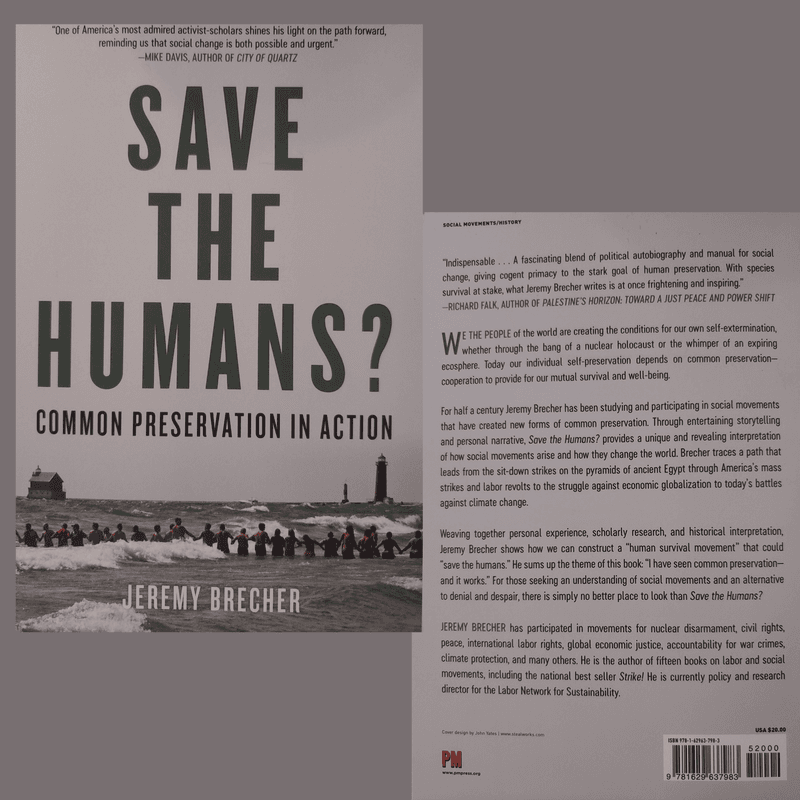 "One of America's most admired activist-scholars shines his light on the path forward,
reminding us that social change is both possible and urgent."
—MIKE DAVIS, AUTHOR OF CITY OF QUARTZ
SAVE
THE
HUMANS?
COMMON PRESERVATION IN ACTION
JEREMY BRECHER
SOCIAL MOVEMENTS/HISTORY
"Indispensable . . . A fascinating blend of political autobiography and manual for social
change, giving cogent primacy to the stark goal of human preservation. With species
survival at stake, what Jeremy Brecher writes is at once frightening and inspiring."
—RICHARD FALK, AUTHOR OF PALESTINE'S HORIZON: TOWARD A JUST PEACE AND POWER SHIFT
WE THE PEOPLE of the world are creating the conditions for our own self-extermination,
whether through the bang of a nuclear holocaust or the whimper of an expiring
ecosphere. Today our individual self-preservation depends on common preservation—
cooperation to provide for our mutual survival and well-being.
For half a century Jeremy Brecher has been studying and participating in social movements
that have created new forms of common preservation. Through entertaining storytelling
and personal narrative, Save the Humans? provides a unique and revealing interpretation
of how social movements arise and how they change the world. Brecher traces a path that
leads from the sit-down strikes on the pyramids of ancient Egypt through America's mass
strikes and labor revolts to the struggle against economic globalization to today's battles
against climate change.
Weaving together personal experience, scholarly research, and historical interpretation,
Jeremy Brecher shows how we can construct a "human survival movement" that could
"save the humans." He sums up the theme of this book: "I have seen common preservation—
and it works." For those seeking an understanding of social movements and an alternative
to denial and despair, there is simply no better place to look than Save the Humans?
JEREMY BRECHER has participated in movements for nuclear disarmament, civil rights,
peace, international labor rights, global economic justice, accountability for war crimes,
climate protection, and many others. He is the author of fifteen books on labor and social
movements, including the national best seller Strike! He is currently policy and research
director for the Labor Network for Sustainability.
Cover design by John Yates | www.stealworks.com
USA $20.00
ISBN 978-1-62963-798-3
52000
9 781629 637983
PM
www.pmpress.org